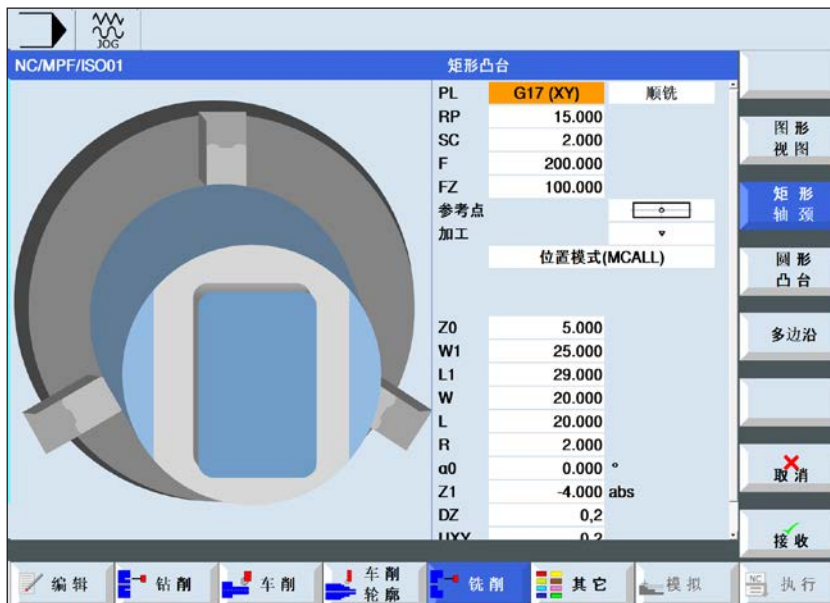 JOG
NC/MPF/ISO01
矩形凸台
PL G17 (XY) 顺铣
RP 15.000
SC 2.000
F 200.000
FZ 100.000
参考点
加工
位置模式(MCALL)
Z0 5.000
W1 25.000
L1 29.000
W 20.000
L 20.000
R 2.000
α0 0.000 °
Z1 -4.000 abs
DZ 0,2
UXY 0.2
图形
视图
矩形
轴颈
圆形
凸台
多边沿
取消
接收
编辑
钻削
车削
车削
轮廓
铣削
其它
模拟
NC
执行